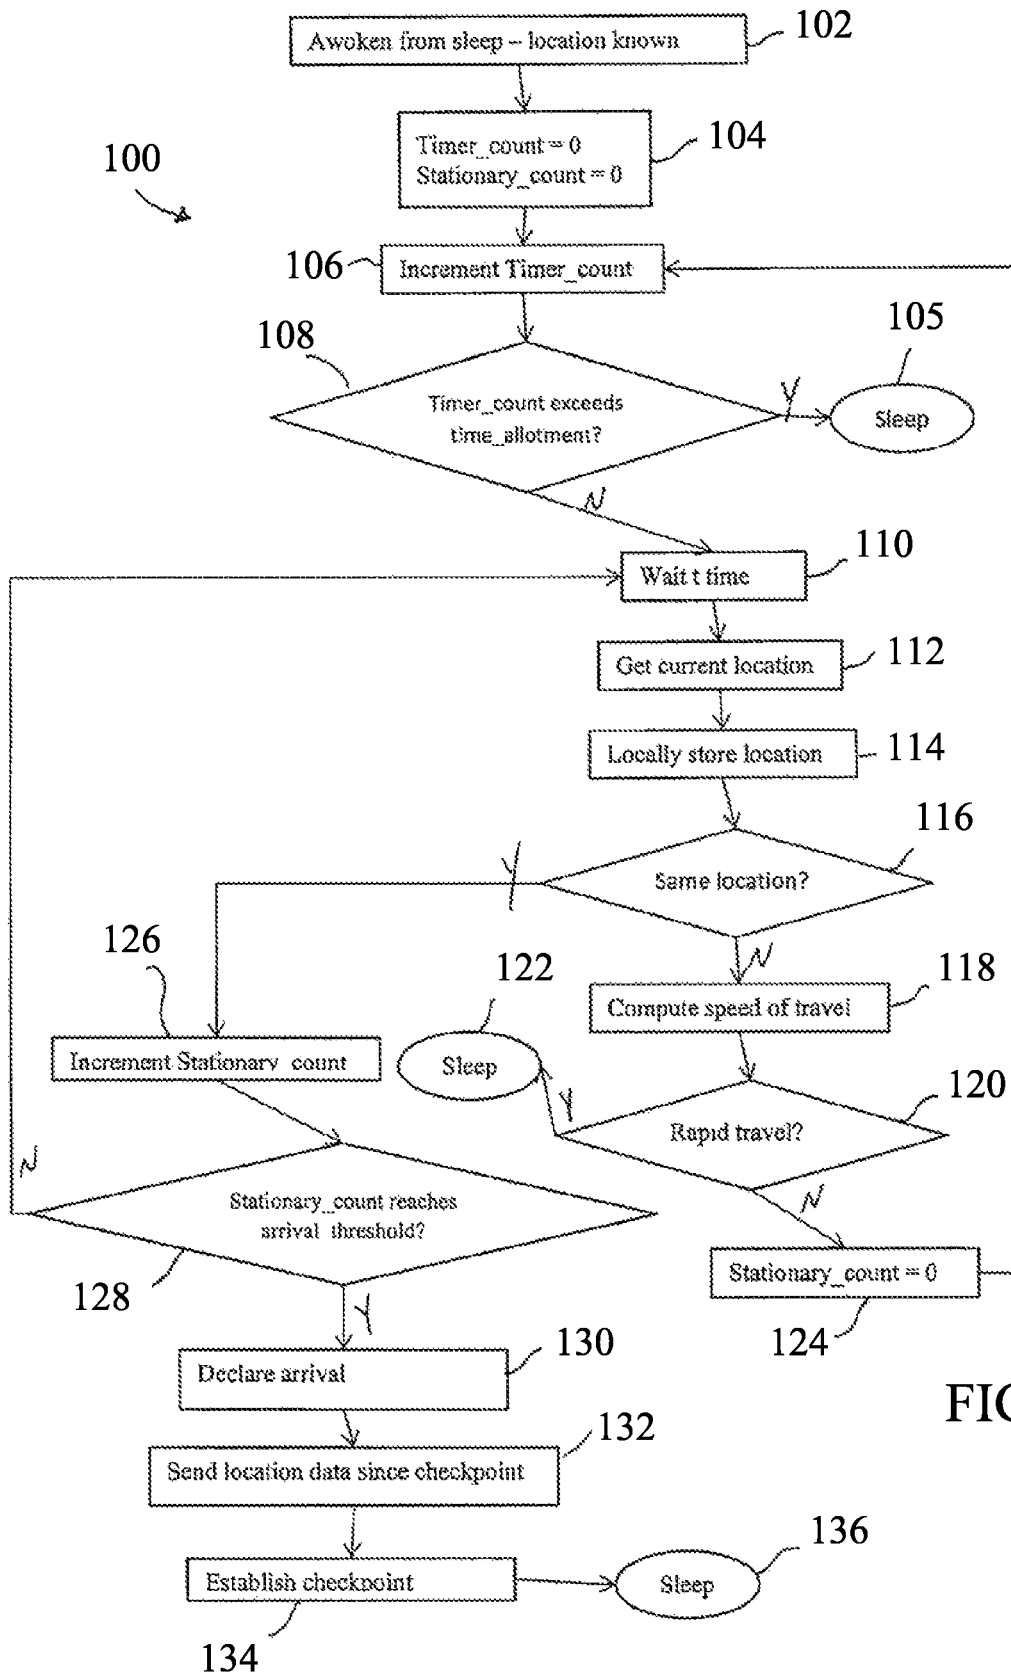 Awoken from sleep – location known
102
Timer_count = 0
Stationary_count = 0
104
100
106
Increment Timer_count
108
105
Timer_count exceeds
time_allotment?
Y
Sleep
N
110
Wait t time
112
Get current location
114
Locally store location
116
Same location?
Y
N
126
122
118
Compute speed of travel
Increment Stationary_count
Sleep
120
Y
Rapid travel?
N
N
Stationary_count reaches
arrival_threshold?
128
Stationary_count = 0
124
Y
130
Declare arrival
FIG
132
Send location data since checkpoint
136
Establish checkpoint
Sleep
134